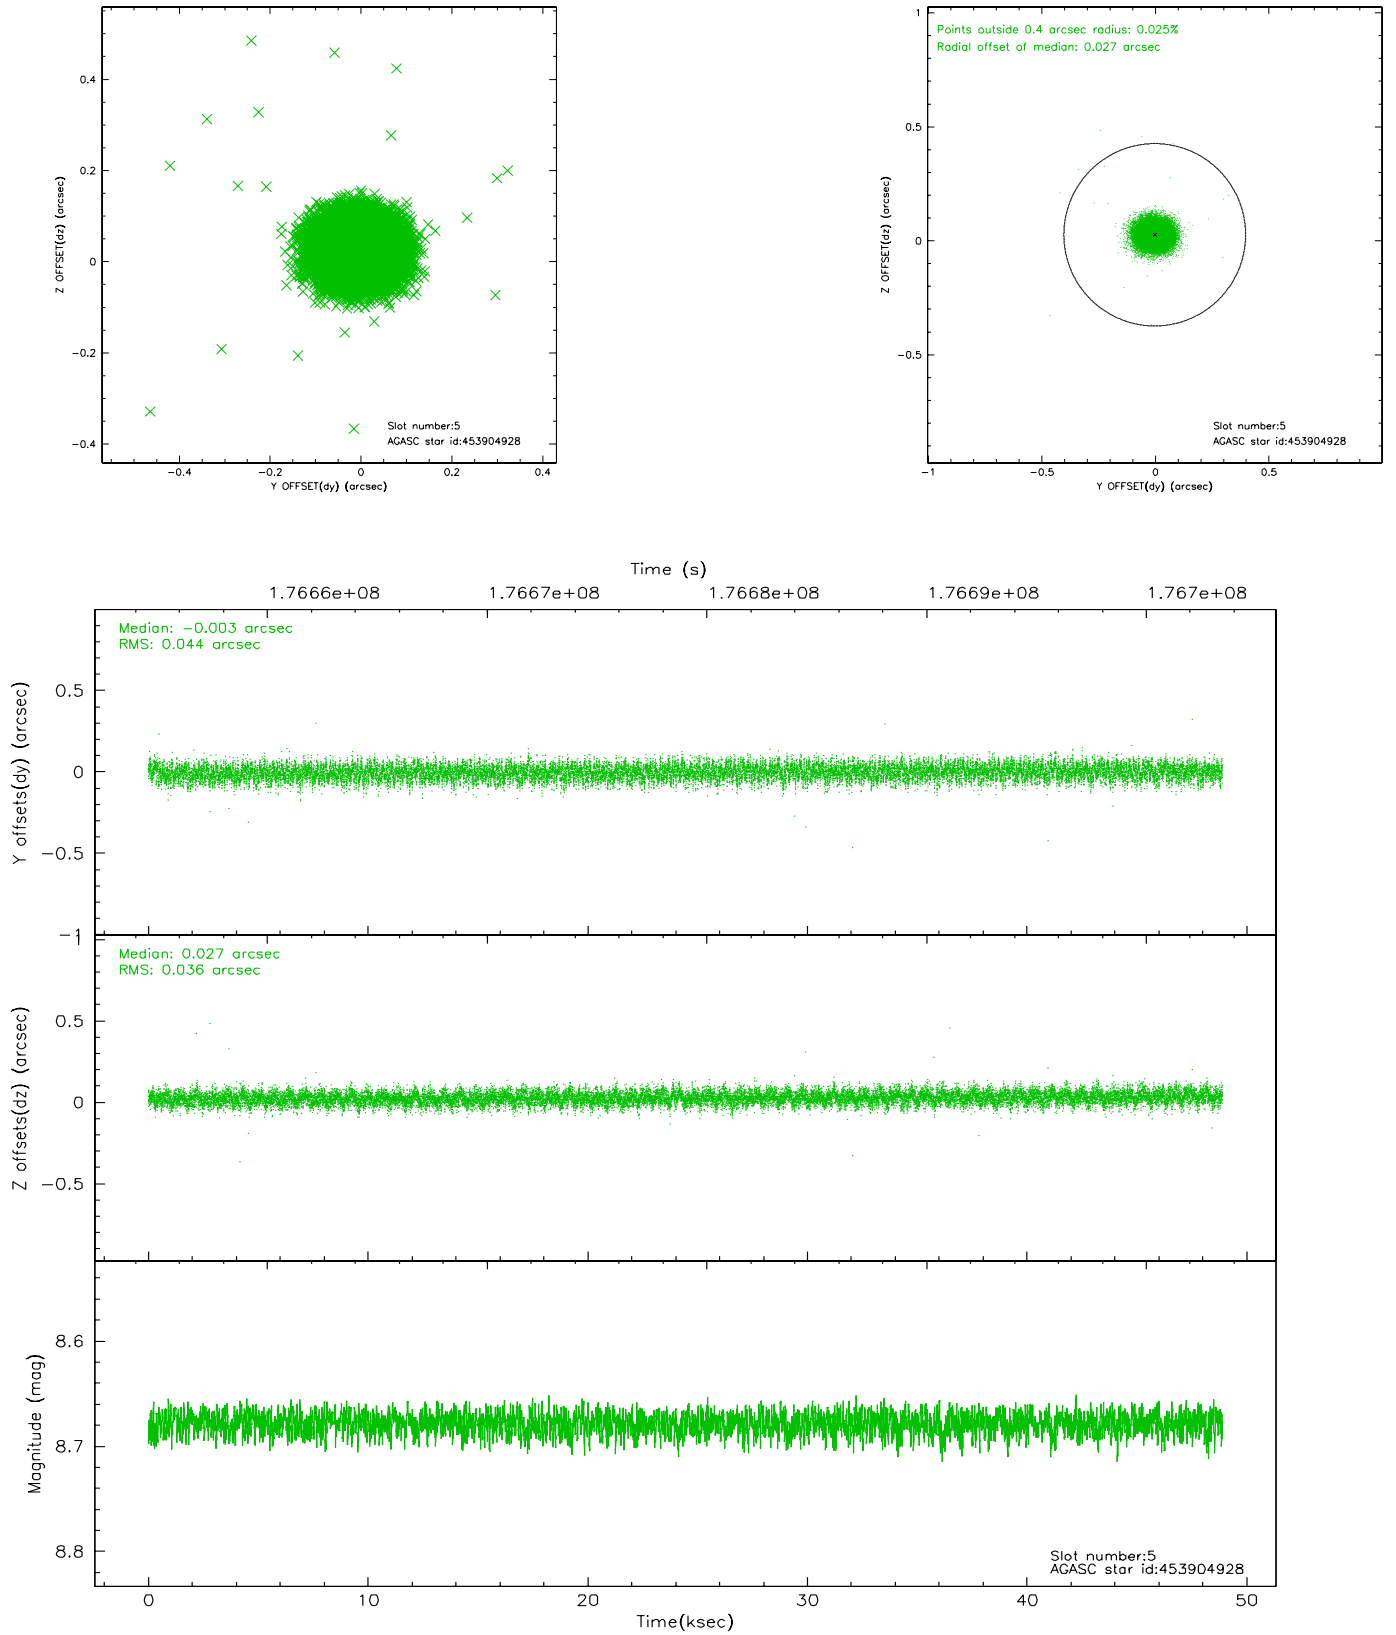 0.4
0.2
0
−0.2
−0.4
Z OFFSET(dz) (arcsec)
Slot number:5
AGASC star id:453904928
−0.4 −0.2 0 0.2 0.4
Y OFFSET(dy) (arcsec)
1
0.5
0
−0.5
Z OFFSET(dz) (arcsec)
Points outside 0.4 arcsec radius: 0.025%
Radial offset of median: 0.027 arcsec
Slot number:5
AGASC star id:453904928
−1 −0.5 0 0.5
Y OFFSET(dy) (arcsec)
Time (s)
1.7666e+08 1.7667e+08 1.7668e+08 1.7669e+08 1.767e+08
Median: −0.003 arcsec
RMS: 0.044 arcsec
0.5
0
−0.5
−1
Y offsets(dy) (arcsec)
Median: 0.027 arcsec
RMS: 0.036 arcsec
1
0.5
0
−0.5
Z offsets(dz) (arcsec)
8.6
8.7
8.8
Magnitude (mag)
Slot number:5
AGASC star id:453904928
0 10 20 30 40 50
Time(ksec)